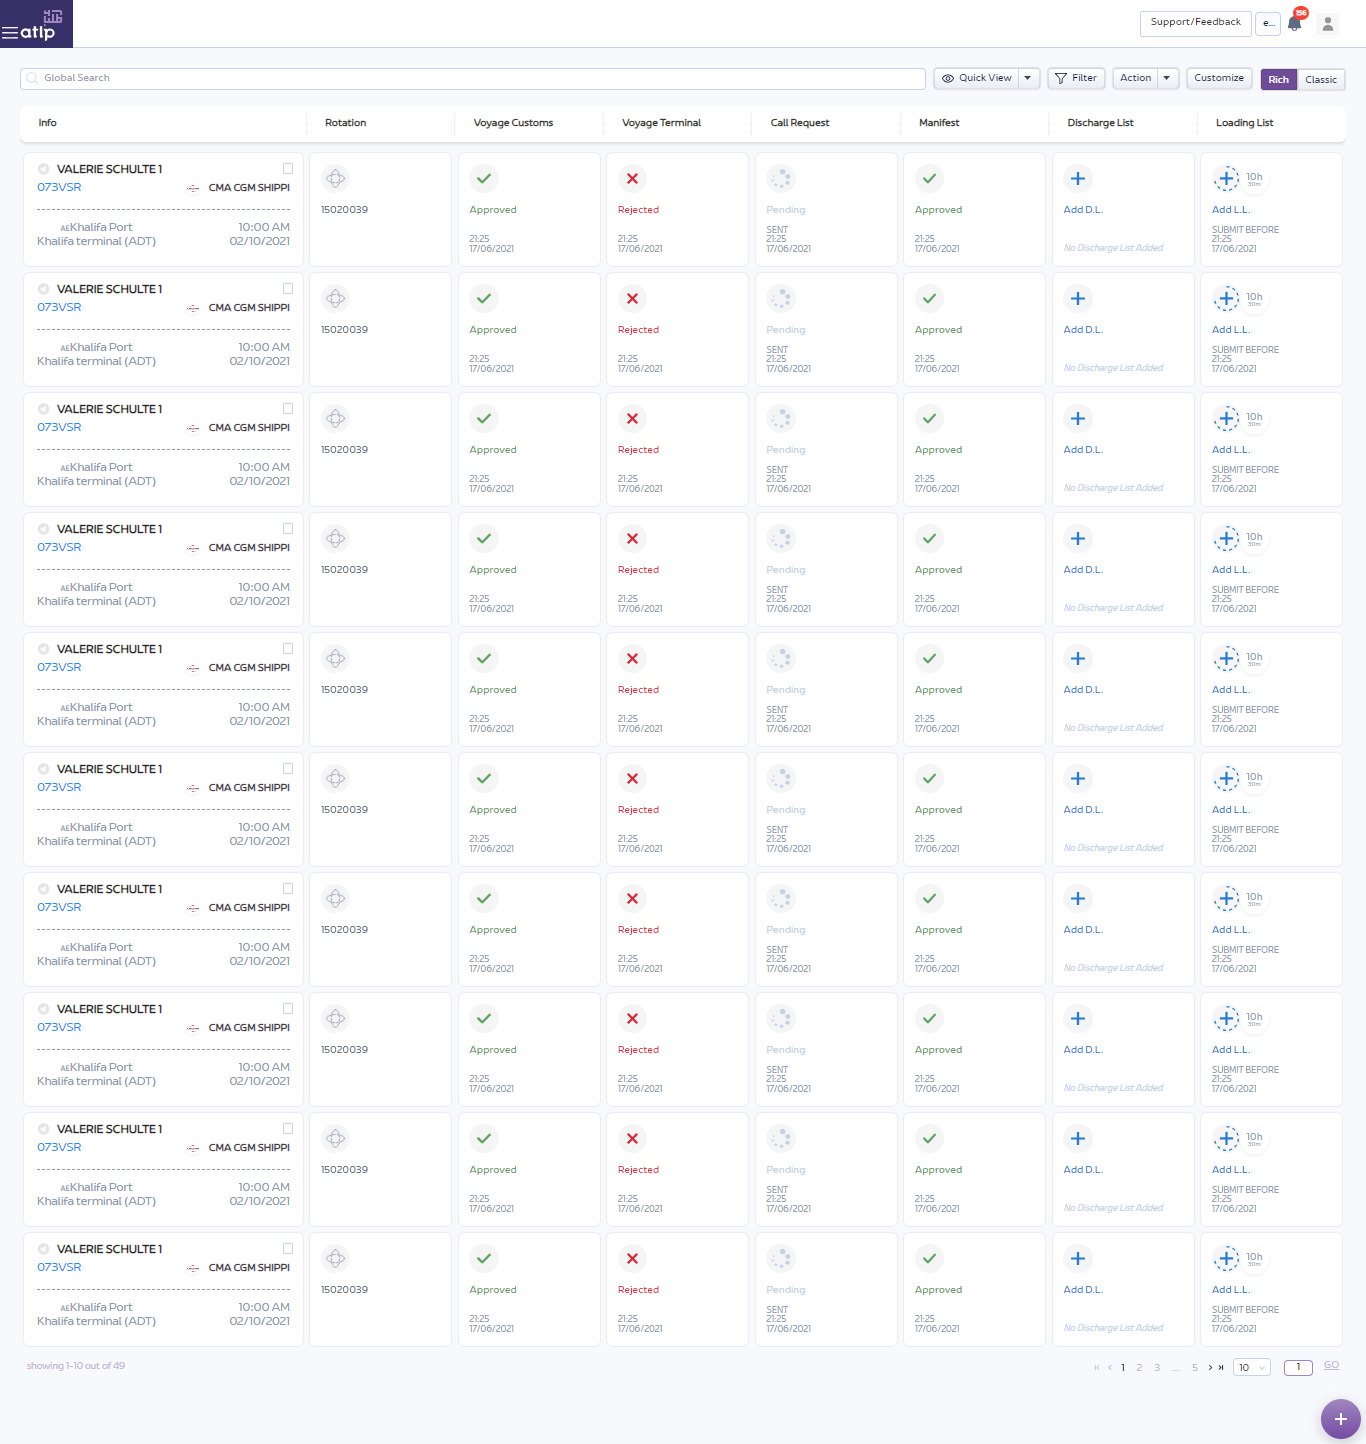 atlp
Support/Feedback e... 156
Global Search Quick View Filter Action Customize Rich Classic
Info Rotation Voyage Customs Voyage Terminal Call Request Manifest Discharge List Loading List
VALERIE SCHULTE 1 10h
073VSR CMA CGM SHIPPI 30m
15020039 Approved Rejected Pending Approved Add D.L. Add L.L.
AEKhalifa Port 10:00 AM SENT SUBMIT BEFORE
Khalifa terminal (ADT) 02/10/2021 21:25 21:25 21:25 21:25 21:25
17/06/2021 17/06/2021 17/06/2021 17/06/2021 No Discharge List Added 17/06/2021
VALERIE SCHULTE 1 10h
073VSR CMA CGM SHIPPI 30m
15020039 Approved Rejected Pending Approved Add D.L. Add L.L.
AEKhalifa Port 10:00 AM SENT SUBMIT BEFORE
Khalifa terminal (ADT) 02/10/2021 21:25 21:25 21:25 21:25 21:25
17/06/2021 17/06/2021 17/06/2021 17/06/2021 No Discharge List Added 17/06/2021
VALERIE SCHULTE 1 10h
073VSR CMA CGM SHIPPI 30m
15020039 Approved Rejected Pending Approved Add D.L. Add L.L.
AEKhalifa Port 10:00 AM SENT SUBMIT BEFORE
Khalifa terminal (ADT) 02/10/2021 21:25 21:25 21:25 21:25 21:25
17/06/2021 17/06/2021 17/06/2021 17/06/2021 No Discharge List Added 17/06/2021
VALERIE SCHULTE 1 10h
073VSR CMA CGM SHIPPI 30m
15020039 Approved Rejected Pending Approved Add D.L. Add L.L.
AEKhalifa Port 10:00 AM SENT SUBMIT BEFORE
Khalifa terminal (ADT) 02/10/2021 21:25 21:25 21:25 21:25 21:25
17/06/2021 17/06/2021 17/06/2021 17/06/2021 No Discharge List Added 17/06/2021
VALERIE SCHULTE 1 10h
073VSR CMA CGM SHIPPI 30m
15020039 Approved Rejected Pending Approved Add D.L. Add L.L.
AEKhalifa Port 10:00 AM SENT SUBMIT BEFORE
Khalifa terminal (ADT) 02/10/2021 21:25 21:25 21:25 21:25 21:25
17/06/2021 17/06/2021 17/06/2021 17/06/2021 No Discharge List Added 17/06/2021
VALERIE SCHULTE 1 10h
073VSR CMA CGM SHIPPI 30m
15020039 Approved Rejected Pending Approved Add D.L. Add L.L.
AEKhalifa Port 10:00 AM SENT SUBMIT BEFORE
Khalifa terminal (ADT) 02/10/2021 21:25 21:25 21:25 21:25 21:25
17/06/2021 17/06/2021 17/06/2021 17/06/2021 No Discharge List Added 17/06/2021
VALERIE SCHULTE 1 10h
073VSR CMA CGM SHIPPI 30m
15020039 Approved Rejected Pending Approved Add D.L. Add L.L.
AEKhalifa Port 10:00 AM SENT SUBMIT BEFORE
Khalifa terminal (ADT) 02/10/2021 21:25 21:25 21:25 21:25 21:25
17/06/2021 17/06/2021 17/06/2021 17/06/2021 No Discharge List Added 17/06/2021
VALERIE SCHULTE 1 10h
073VSR CMA CGM SHIPPI 30m
15020039 Approved Rejected Pending Approved Add D.L. Add L.L.
AEKhalifa Port 10:00 AM SENT SUBMIT BEFORE
Khalifa terminal (ADT) 02/10/2021 21:25 21:25 21:25 21:25 21:25
17/06/2021 17/06/2021 17/06/2021 17/06/2021 No Discharge List Added 17/06/2021
VALERIE SCHULTE 1 10h
073VSR CMA CGM SHIPPI 30m
15020039 Approved Rejected Pending Approved Add D.L. Add L.L.
AEKhalifa Port 10:00 AM SENT SUBMIT BEFORE
Khalifa terminal (ADT) 02/10/2021 21:25 21:25 21:25 21:25 21:25
17/06/2021 17/06/2021 17/06/2021 17/06/2021 No Discharge List Added 17/06/2021
VALERIE SCHULTE 1 10h
073VSR CMA CGM SHIPPI 30m
15020039 Approved Rejected Pending Approved Add D.L. Add L.L.
AEKhalifa Port 10:00 AM SENT SUBMIT BEFORE
Khalifa terminal (ADT) 02/10/2021 21:25 21:25 21:25 21:25 21:25
17/06/2021 17/06/2021 17/06/2021 17/06/2021 No Discharge List Added 17/06/2021
showing 1-10 out of 49 1 2 3 ... 5 10 1 GO